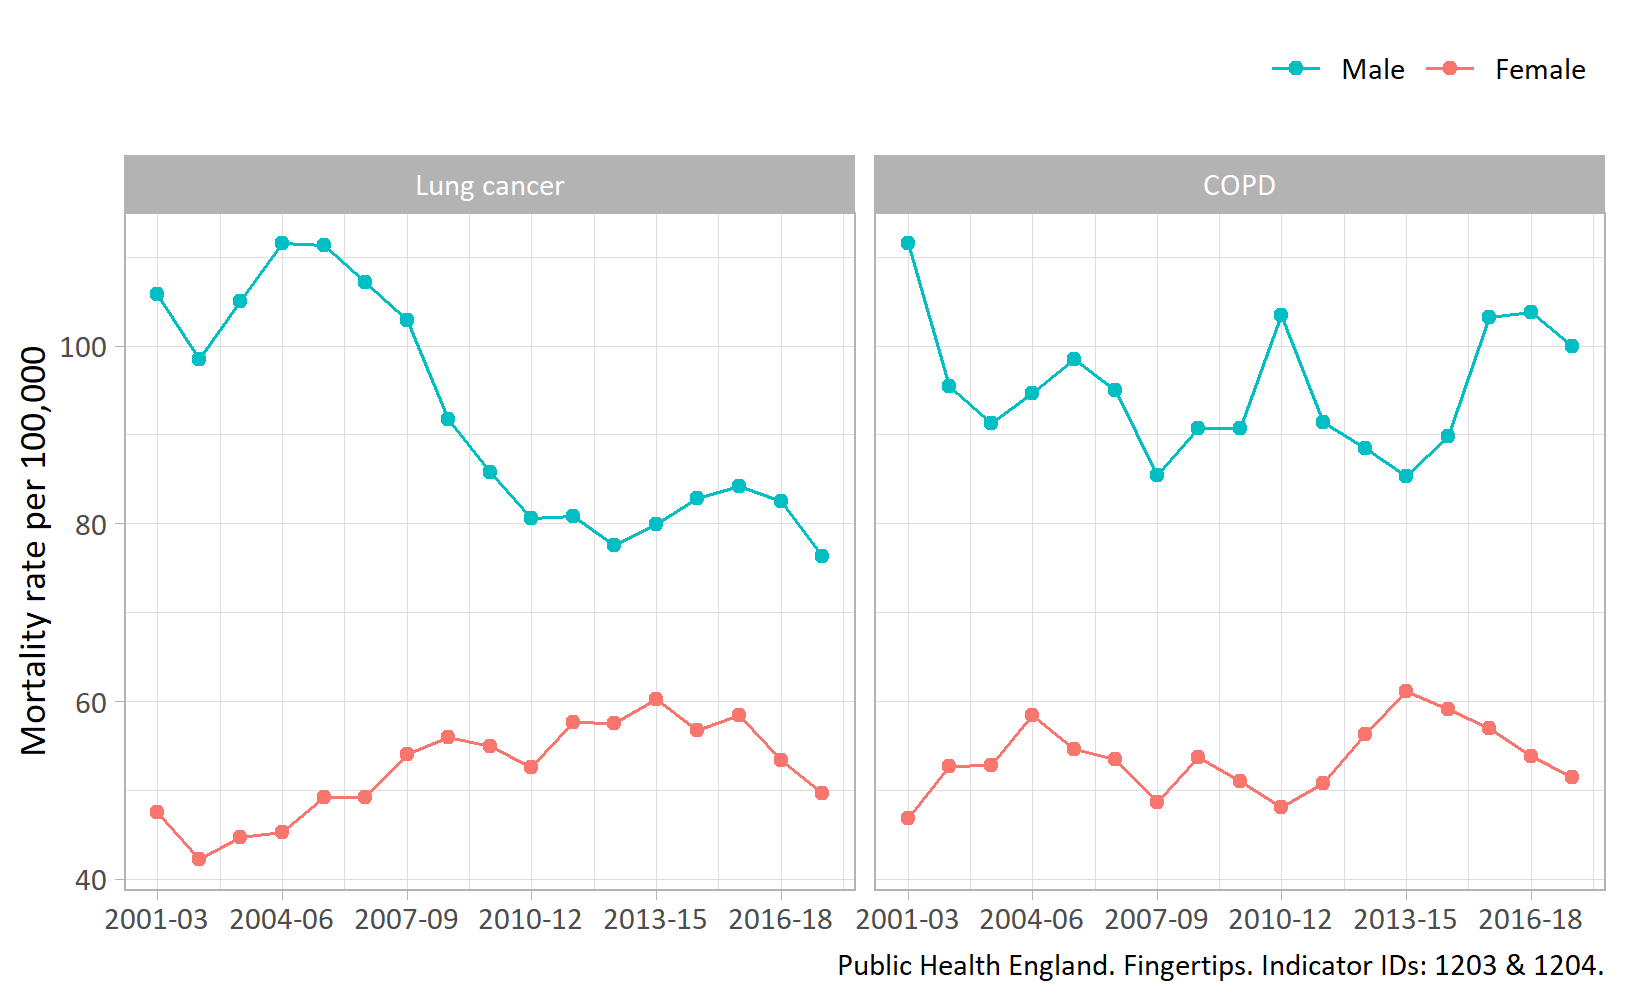 Male Female
Lung cancer
COPD
Mortality rate per 100,000
100
80
60
40
2001-03 2004-06 2007-09 2010-12 2013-15 2016-18
2001-03 2004-06 2007-09 2010-12 2013-15 2016-18
Public Health England. Fingertips. Indicator IDs: 1203 & 1204.